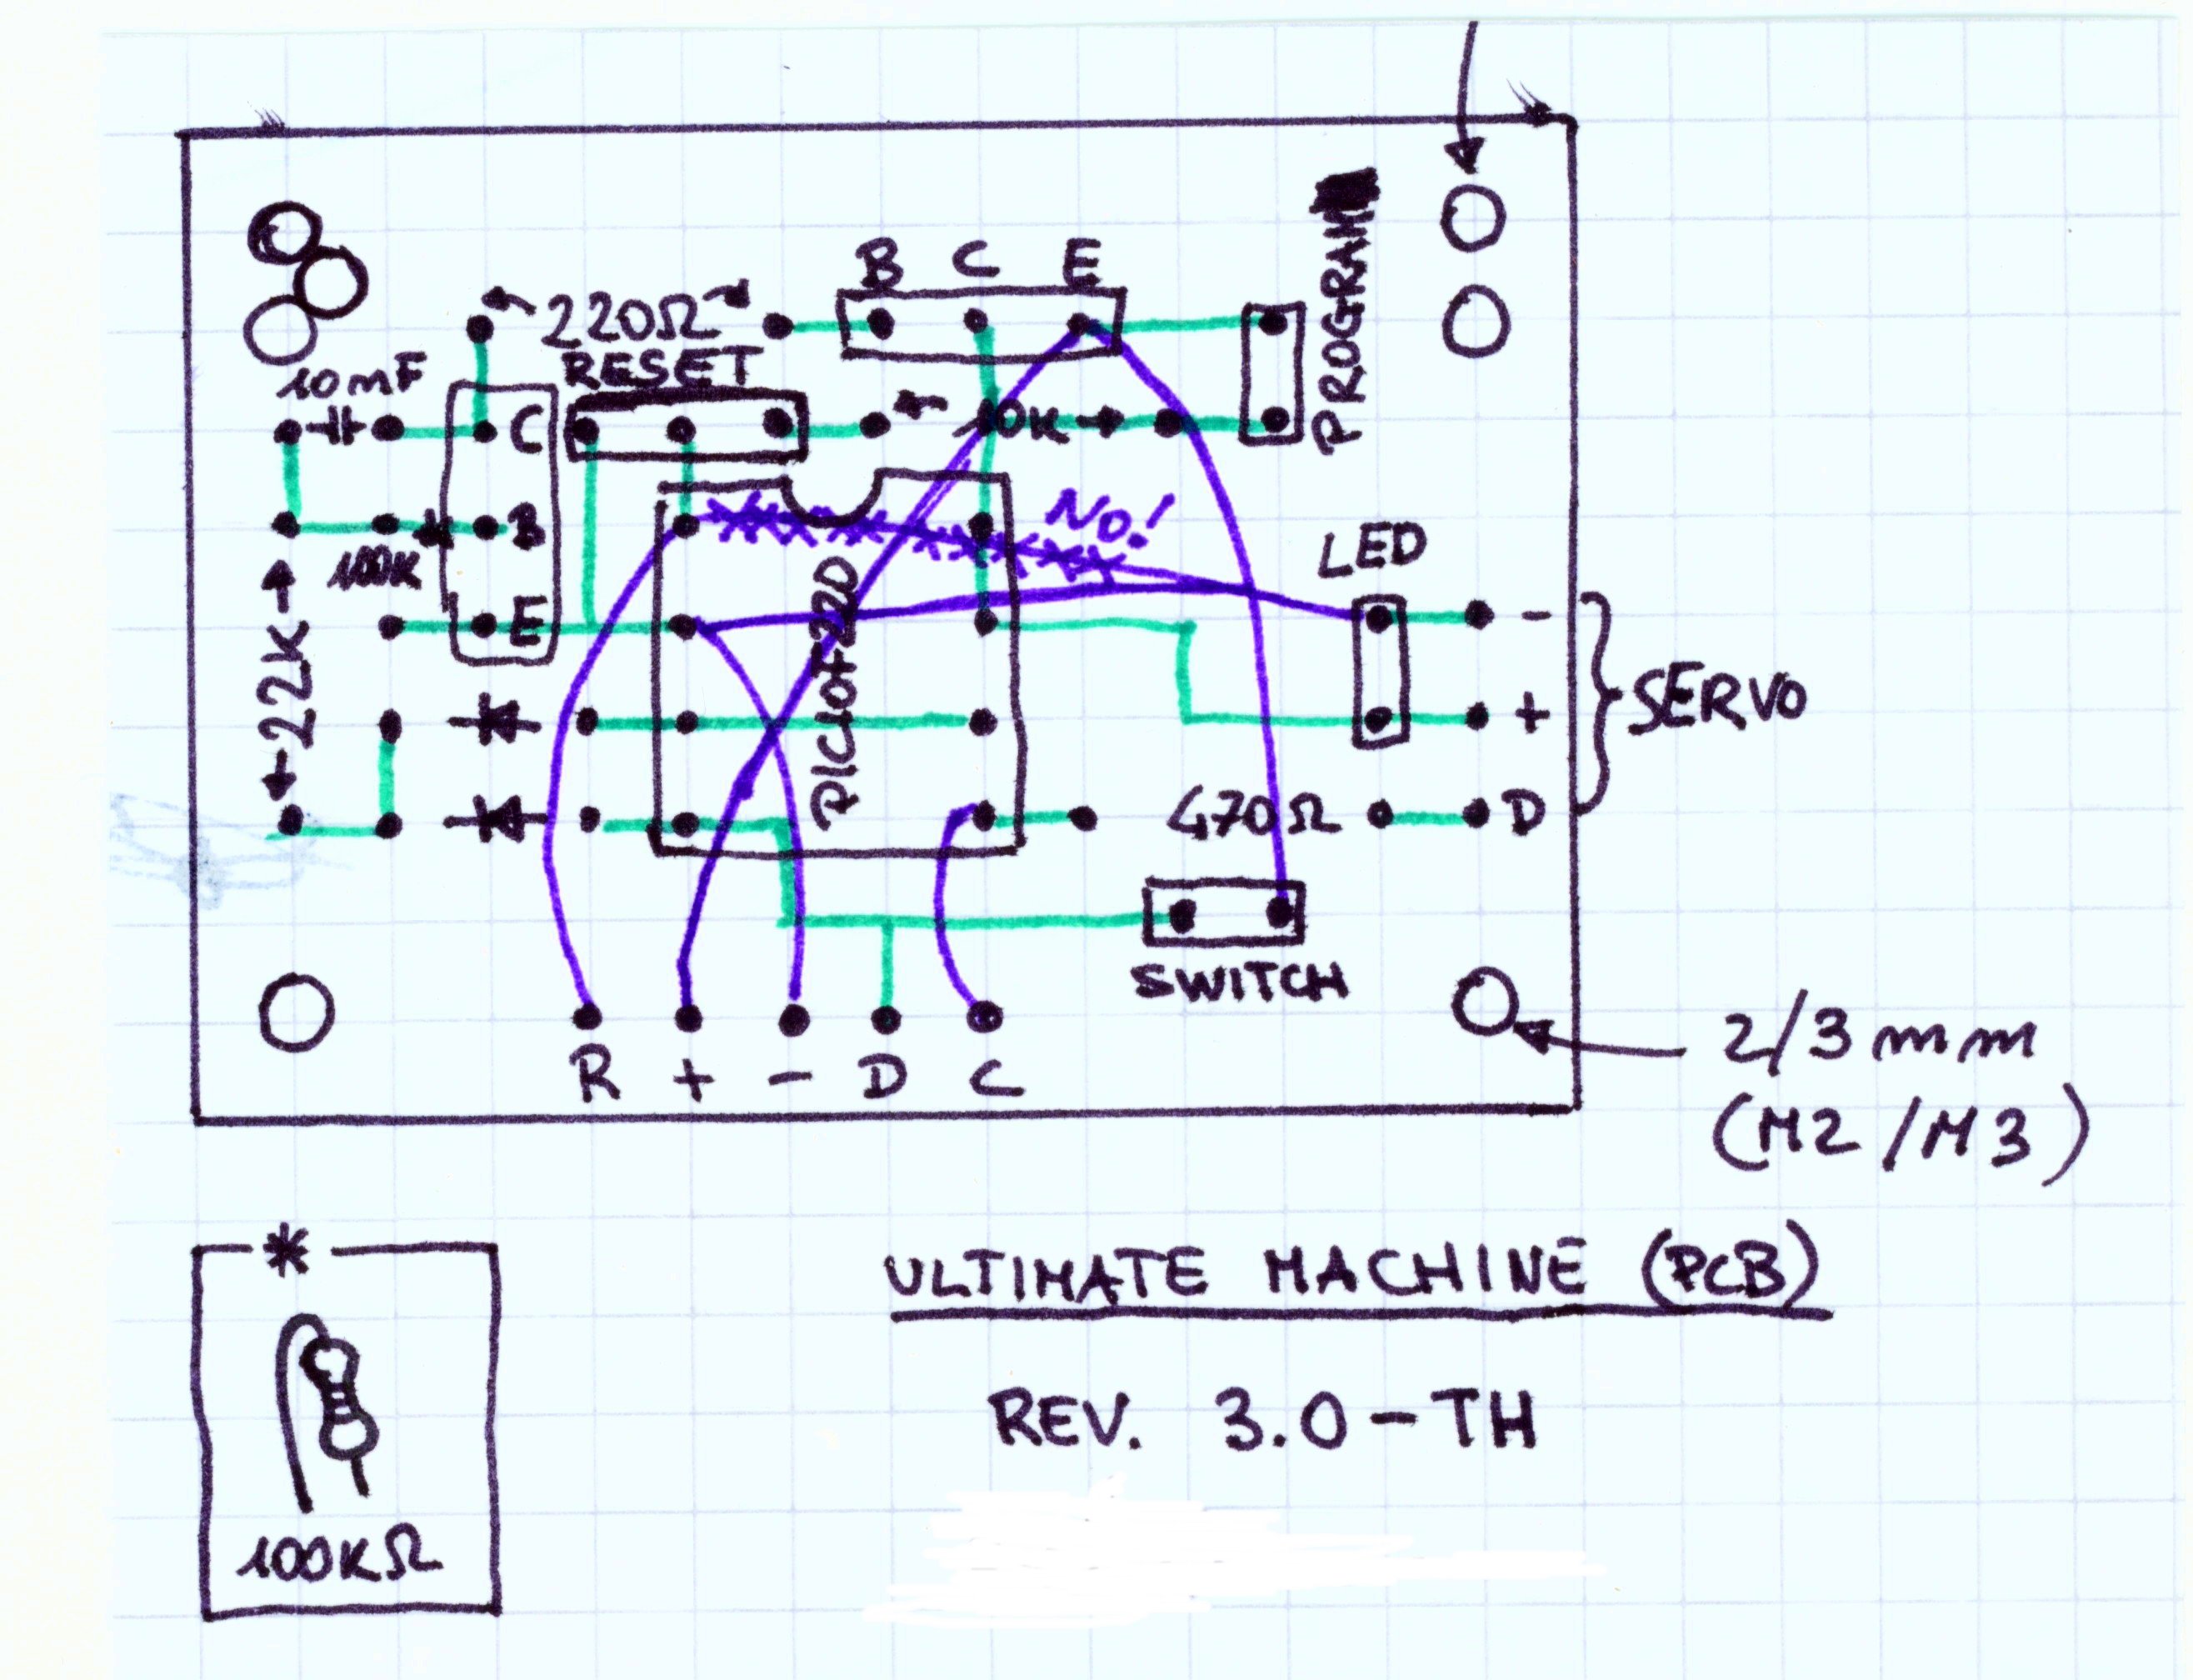 B C E
PROGRAM
220Ω
RESET
10mF
C
10K
B
NO!
100K
LED
E
-
22K
PIC10F220
SERVO
+
470Ω
D
SWITCH
R + - D C
2/3 mm
(M2/M3)
*
ULTIMATE MACHINE (PCB)
REV. 3.0-TH
100KΩ